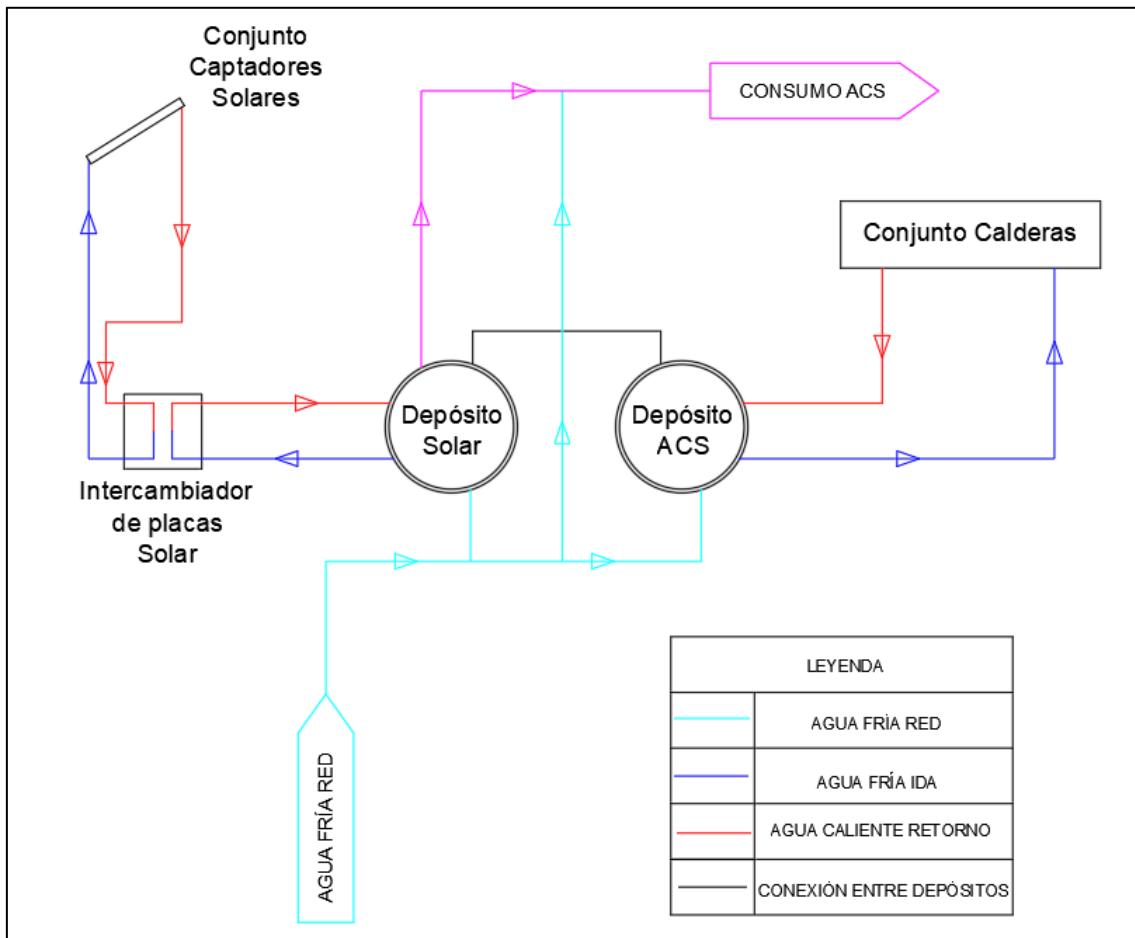 Conjunto
Captadores
Solares
CONSUMO ACS
Conjunto Calderas
Depósito
Solar
Depósito
ACS
Intercambiador
de placas
Solar
AGUA FRÍA RED
LEYENDA
AGUA FRÍA RED
AGUA FRÍA IDA
AGUA CALIENTE RETORNO
CONEXIÓN ENTRE DEPÓSITOS